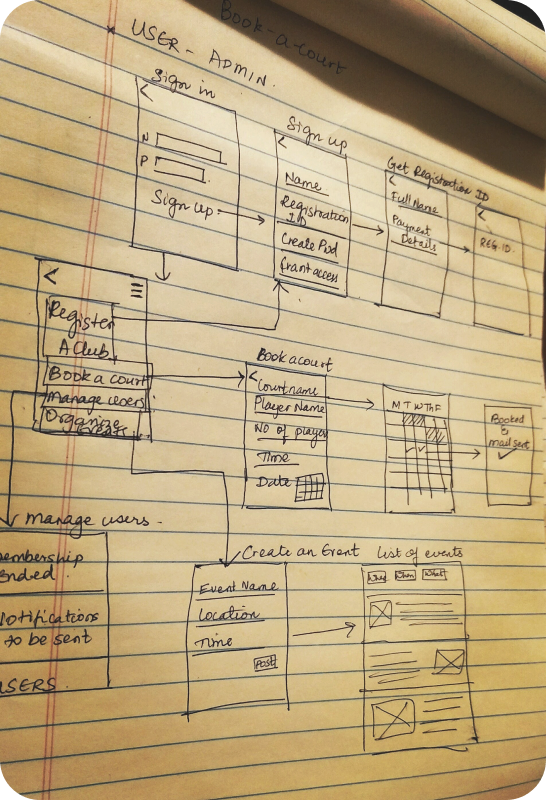 Book-a-court
* USER - ADMIN.
Sign in
<
N
P
Sign up
Sign up
<
Name
Registration
ID
Create Pwd
Grant access
Get Registration ID
<
Full Name
Payment
Details
<
REG.ID.
<
Register
A Club
Book a court
Manage users
Organize
events
Book a court
<
Court name
Player Name
No of player
Time
Date
M T W Th F
Booked
&
mail sent
manage users -
embership
ended.
Notifications
to be sent
USERS
Create an Event
Event Name
Location
Time
Post
List of events
When
What